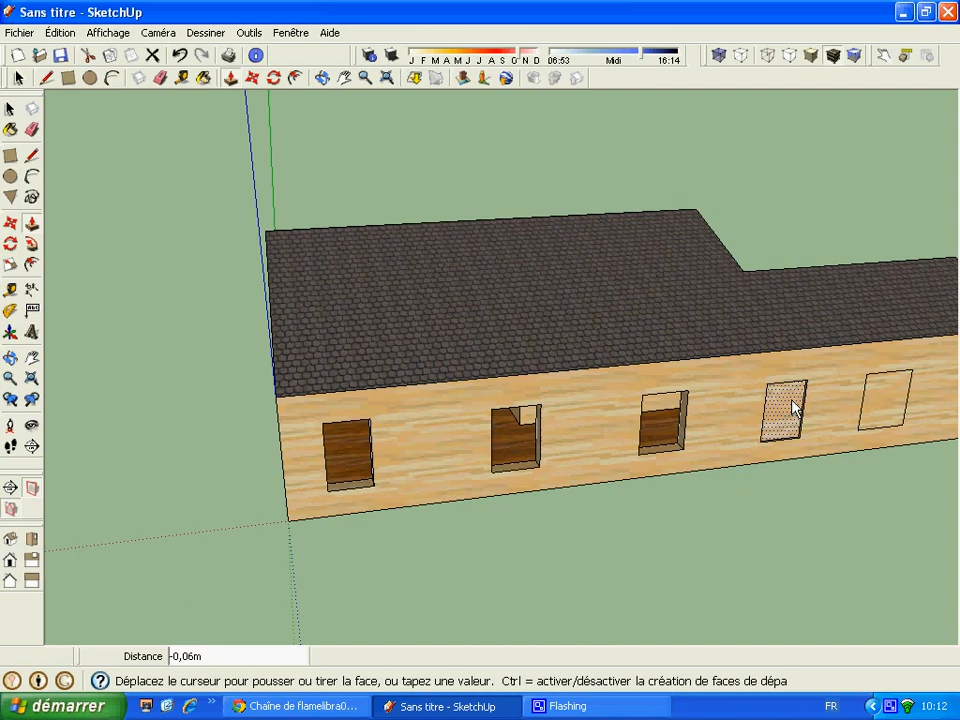 Sans titre - SketchUp
Fichier Édition Affichage Caméra Dessiner Outils Fenêtre Aide
J F M A M J J A S O N D 06:53 Midi 16:14
Distance -0,06m
Déplacez le curseur pour pousser ou tirer la face, ou tapez une valeur. Ctrl = activer/désactiver la création de faces de dépa
démarrer Chaîne de flamelibra0... Sans titre - SketchUp Flashing FR 10:12